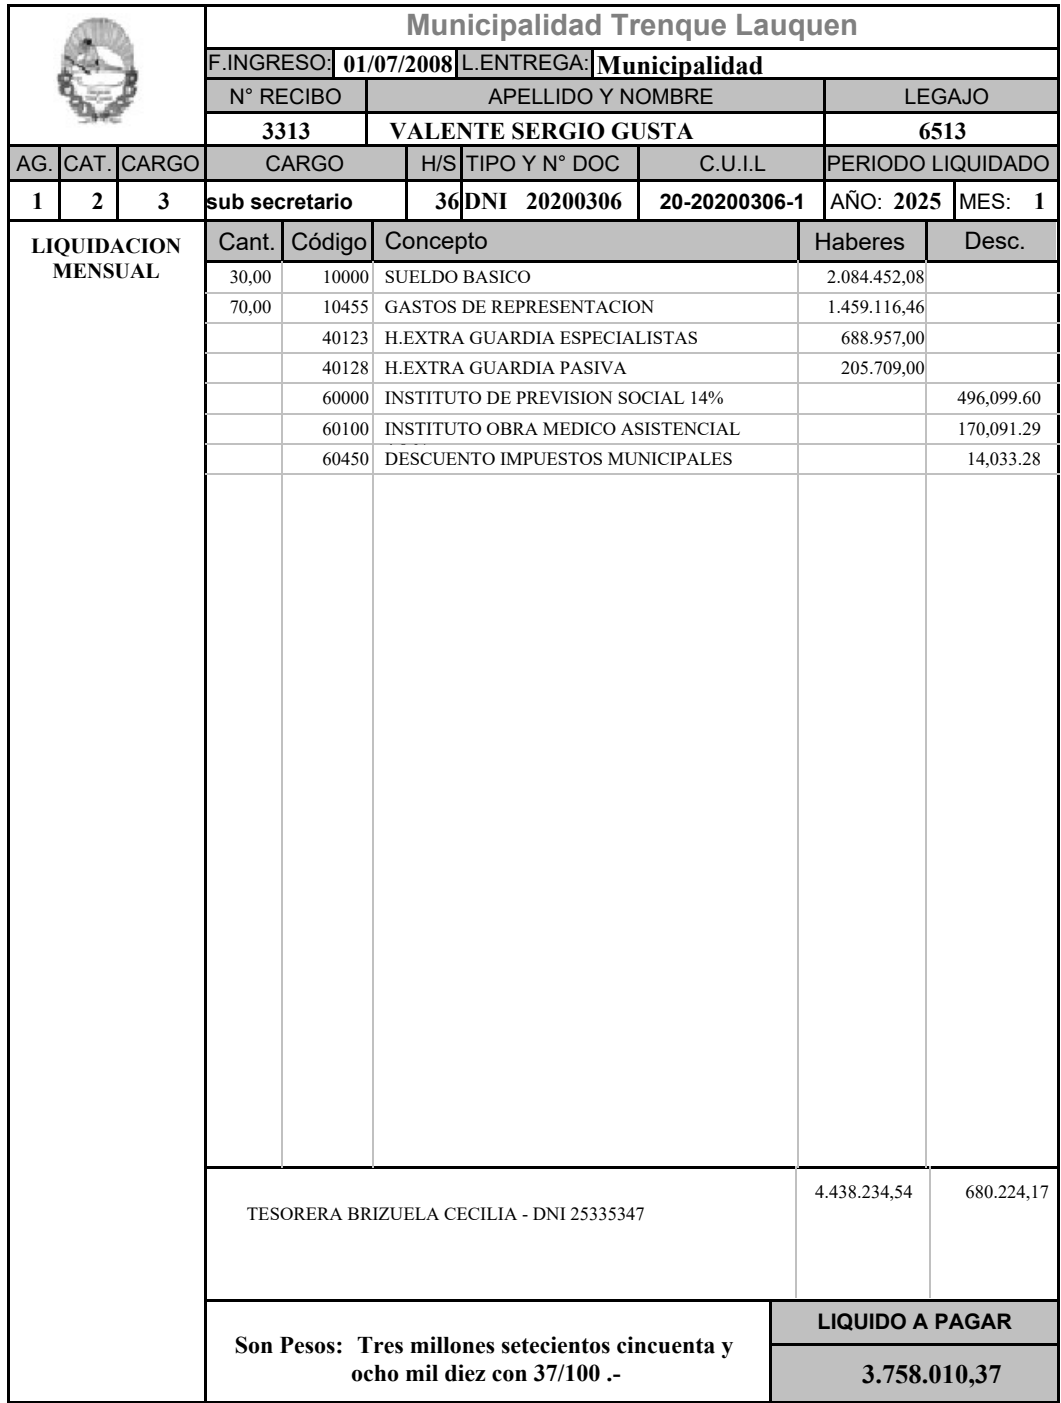 Municipalidad Trenque Lauquen
F.INGRESO: 01/07/2008 L.ENTREGA: Municipalidad
N° RECIBO APELLIDO Y NOMBRE LEGAJO
3313 VALENTE SERGIO GUSTA 6513
AG. CAT. CARGO CARGO H/S TIPO Y N° DOC C.U.I.L PERIODO LIQUIDADO
1 2 3 sub secretario 36 DNI 20200306 20-20200306-1 AÑO: 2025 MES: 1
LIQUIDACION
MENSUAL
Cant. Código Concepto Haberes Desc.
30,00 10000 SUELDO BASICO 2.084.452,08
70,00 10455 GASTOS DE REPRESENTACION 1.459.116,46
40123 H.EXTRA GUARDIA ESPECIALISTAS 688.957,00
40128 H.EXTRA GUARDIA PASIVA 205.709,00
60000 INSTITUTO DE PREVISION SOCIAL 14% 496,099.60
60100 INSTITUTO OBRA MEDICO ASISTENCIAL 170,091.29
60450 DESCUENTO IMPUESTOS MUNICIPALES 14,033.28
4.438.234,54 680.224,17
TESORERA BRIZUELA CECILIA - DNI 25335347
LIQUIDO A PAGAR
Son Pesos: Tres millones setecientos cincuenta y
ocho mil diez con 37/100 .-
3.758.010,37